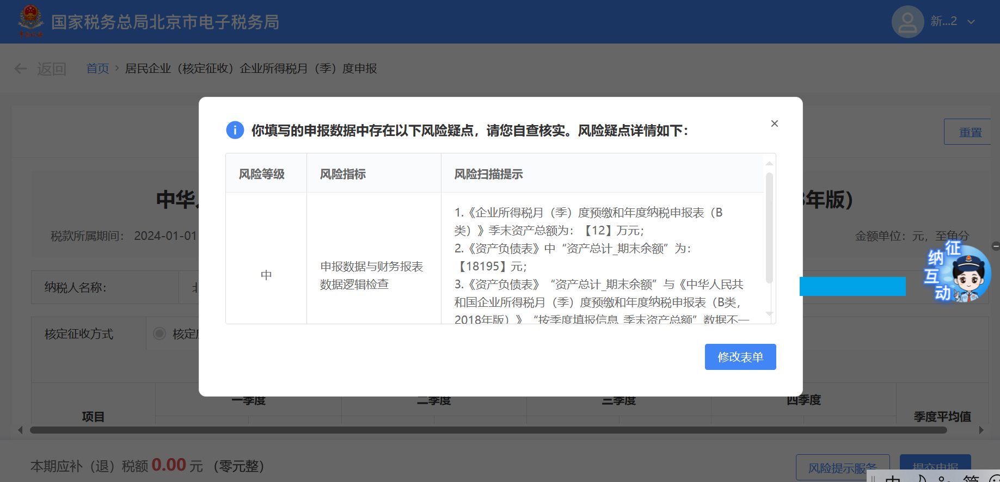 国家税务总局北京市电子税务局
新...2
返回
首页 > 居民企业（核定征收）企业所得税月（季）度申报
你填写的申报数据中存在以下风险疑点，请您自查核实。风险疑点详情如下：
重置
风险等级
风险指标
风险扫描提示
中华
年版）
税款所属期间： 2024-01-01
金额单位：元，至角分
中
申报数据与财务报表
数据逻辑检查
1.《企业所得税月（季）度预缴和年度纳税申报表（B
类）》季末资产总额为：【12】万元；
2.《资产负债表》中“资产总计_期末余额”为：
【18195】元；
3.《资产负债表》“资产总计_期末余额”与《中华人民共
和国企业所得税月（季）度预缴和年度纳税申报表（B类，
2018年版）》“按季度填报信息_季末资产总额”数据不一
征
纳
互
动
纳税人名称：
核定征收方式
核定
修改表单
项目
一季度
二季度
三季度
四季度
季度平均值
本期应补（退）税额 0.00 元 （零元整）
风险提示服务
提交申报
中
简